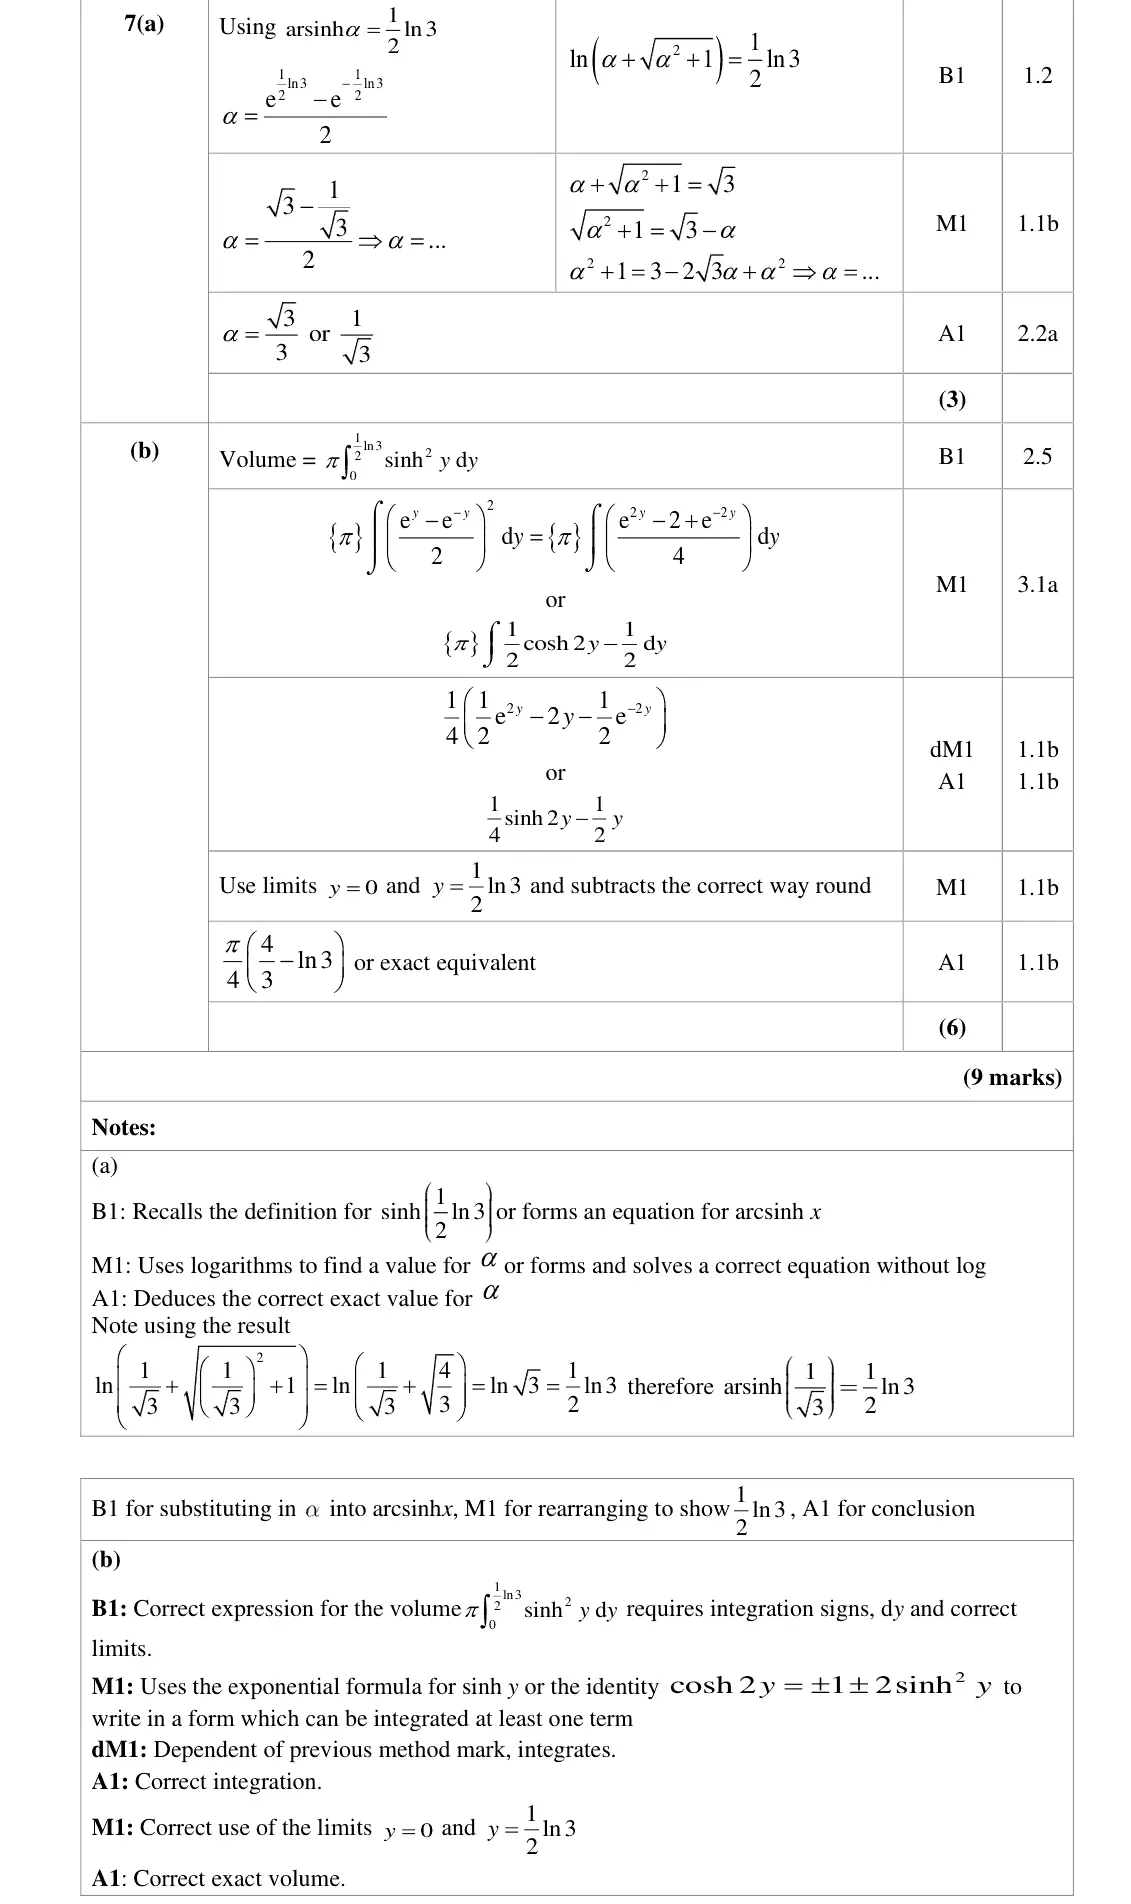 7(a)
Using arsinhα = 1/2 ln 3
α = (e^(1/2 ln 3) − e^(−1/2 ln 3))/2
ln(α + √(α² + 1)) = 1/2 ln 3
B1
1.2
α = (√3 − 1/√3)/2 ⇒ α = ...
α + √(α² + 1) = √3
√(α² + 1) = √3 − α
α² + 1 = 3 − 2√3α + α² ⇒ α = ...
M1
1.1b
α = √3/3 or 1/√3
A1
2.2a
(3)
(b)
Volume = π∫₀^(1/2 ln 3) sinh² y dy
B1
2.5
{π} ∫ ((e^y − e^(−y))/2)² dy = {π} ∫ ((e^(2y) − 2 + e^(−2y))/4) dy
or
{π} ∫ 1/2 cosh 2y − 1/2 dy
M1
3.1a
1/4 (1/2 e^(2y) − 2y − 1/2 e^(−2y))
or
1/4 sinh 2y − 1/2 y
dM1
A1
1.1b
1.1b
Use limits y = 0 and y = 1/2 ln 3 and subtracts the correct way round
M1
1.1b
π/4 (4/3 − ln 3) or exact equivalent
A1
1.1b
(6)
(9 marks)
Notes:
(a)
B1: Recalls the definition for sinh(1/2 ln 3) or forms an equation for arcsinh x
M1: Uses logarithms to find a value for α or forms and solves a correct equation without log
A1: Deduces the correct exact value for α
Note using the result
ln(1/√3 + √((1/√3)² + 1)) = ln(1/√3 + √(4/3)) = ln √3 = 1/2 ln 3 therefore arsinh(1/√3) = 1/2 ln 3
B1 for substituting in α into arcsinhx, M1 for rearranging to show 1/2 ln 3 , A1 for conclusion
(b)
B1: Correct expression for the volume π∫₀^(1/2 ln 3) sinh² y dy requires integration signs, dy and correct
limits.
M1: Uses the exponential formula for sinh y or the identity cosh 2y = ±1 ± 2 sinh² y to
write in a form which can be integrated at least one term
dM1: Dependent of previous method mark, integrates.
A1: Correct integration.
M1: Correct use of the limits y = 0 and y = 1/2 ln 3
A1: Correct exact volume.